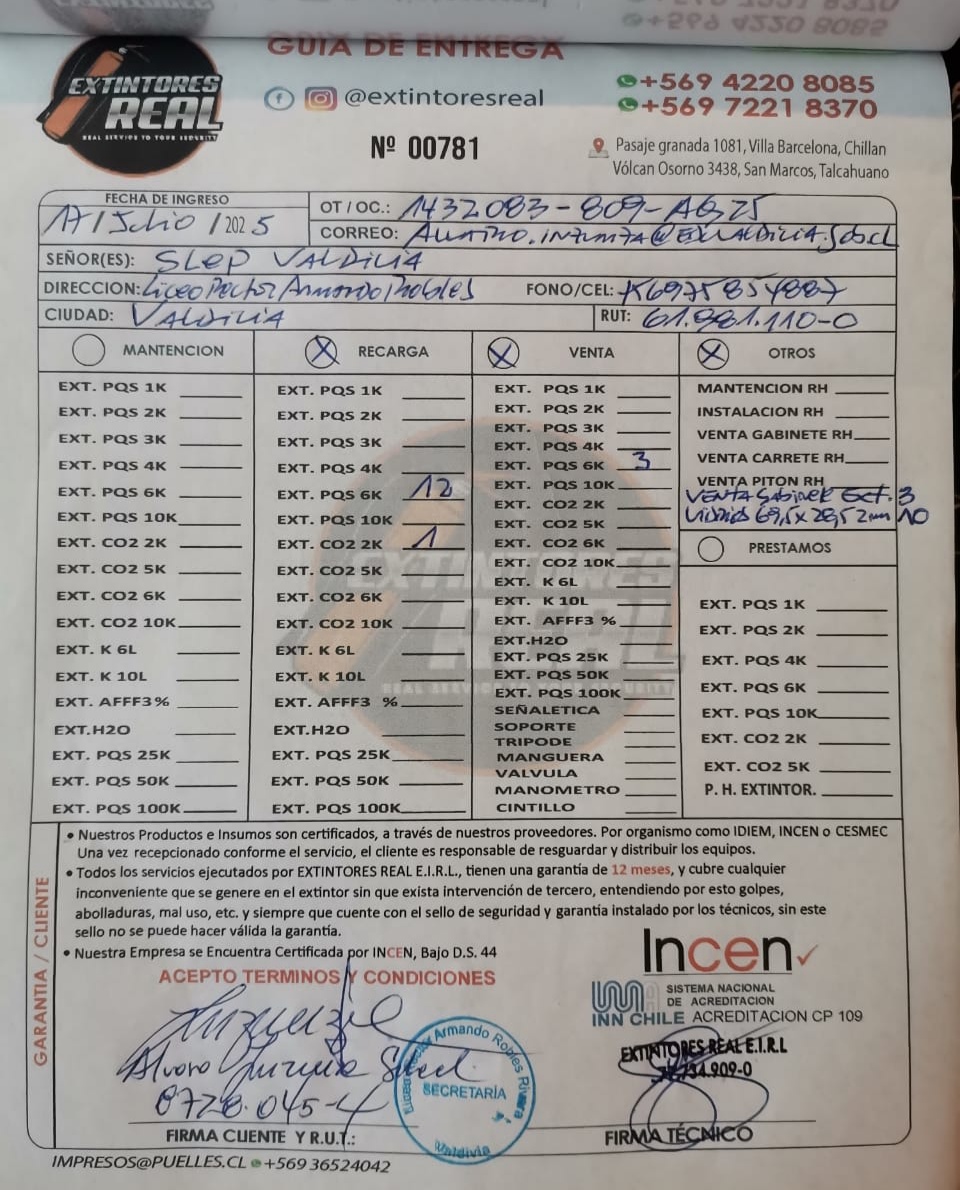 GUIA DE ENTREGA
EXTINTORES
REAL
REAL SERVICE TO YOUR SECURITY
@extintoresreal
+569 4220 8085
+569 7221 8370
Nº 00781
Pasaje granada 1081, Villa Barcelona, Chillan
Vólcan Osorno 3438, San Marcos, Talcahuano
FECHA DE INGRESO
17 / Julio / 2025
OT / OC.: 1432083-809-AG25
CORREO:
SEÑOR(ES): SLEP VALDIVIA
DIRECCION: Liceo Rector Armando Robles
FONO/CEL: +56975854887
CIUDAD: VALDIVIA
RUT: 61.981.110-0
X
MANTENCION
EXT. PQS 1K
EXT. PQS 2K
EXT. PQS 3K
EXT. PQS 4K
EXT. PQS 6K
EXT. PQS 10K
EXT. CO2 2K
EXT. CO2 5K
EXT. CO2 6K
EXT. CO2 10K
EXT. K 6L
EXT. K 10L
EXT. AFFF3%
EXT.H2O
EXT. PQS 25K
EXT. PQS 50K
EXT. PQS 100K
X RECARGA
EXT. PQS 1K
EXT. PQS 2K
EXT. PQS 3K
EXT. PQS 4K
EXT. PQS 6K 12
EXT. PQS 10K
EXT. CO2 2K 1
EXT. CO2 5K
EXT. CO2 6K
EXT. CO2 10K
EXT. K 6L
EXT. K 10L
EXT. AFFF3 %
EXT.H2O
EXT. PQS 25K
EXT. PQS 50K
EXT. PQS 100K
X VENTA
EXT. PQS 1K
EXT. PQS 2K
EXT. PQS 3K
EXT. PQS 4K
EXT. PQS 6K 3
EXT. PQS 10K
EXT. CO2 2K
EXT. CO2 5K
EXT. CO2 6K
EXT. CO2 10K
EXT. K 6L
EXT. K 10L
EXT. AFFF3 %
EXT.H2O
EXT. PQS 25K
EXT. PQS 50K
EXT. PQS 100K
SEÑALETICA
SOPORTE
TRIPODE
MANGUERA
VALVULA
MANOMETRO
CINTILLO
X OTROS
MANTENCION RH
INSTALACION RH
VENTA GABINETE RH
VENTA CARRETE RH
VENTA PITON RH
VENTA Gabinete Ext. 3
Vidrios 69,5 x 28,5 2mm 10
PRESTAMOS
EXT. PQS 1K
EXT. PQS 2K
EXT. PQS 4K
EXT. PQS 6K
EXT. PQS 10K
EXT. CO2 2K
EXT. CO2 5K
P. H. EXTINTOR.
GARANTIA / CLIENTE
• Nuestros Productos e Insumos son certificados, a través de nuestros proveedores. Por organismo como IDIEM, INCEN o CESMEC
Una vez recepcionado conforme el servicio, el cliente es responsable de resguardar y distribuir los equipos.
• Todos los servicios ejecutados por EXTINTORES REAL E.I.R.L., tienen una garantía de 12 meses, y cubre cualquier
inconveniente que se genere en el extintor sin que exista intervención de tercero, entendiendo por esto golpes,
abolladuras, mal uso, etc. y siempre que cuente con el sello de seguridad y garantía instalado por los técnicos, sin este
sello no se puede hacer válida la garantía.
• Nuestra Empresa se Encuentra Certificada por INCEN, Bajo D.S. 44
ACEPTO TERMINOS Y CONDICIONES
Incen
SISTEMA NACIONAL
DE ACREDITACION
INN CHILE ACREDITACION CP 109
EXTINTORES REAL E.I.R.L
734.909-0
Alvaro
8728.045-4
Liceo Rector Armando Robles Rivera
SECRETARÍA
Valdivia
FIRMA CLIENTE Y R.U.T.:
FIRMA TÉCNICO
IMPRESOS@PUELLES.CL +569 36524042